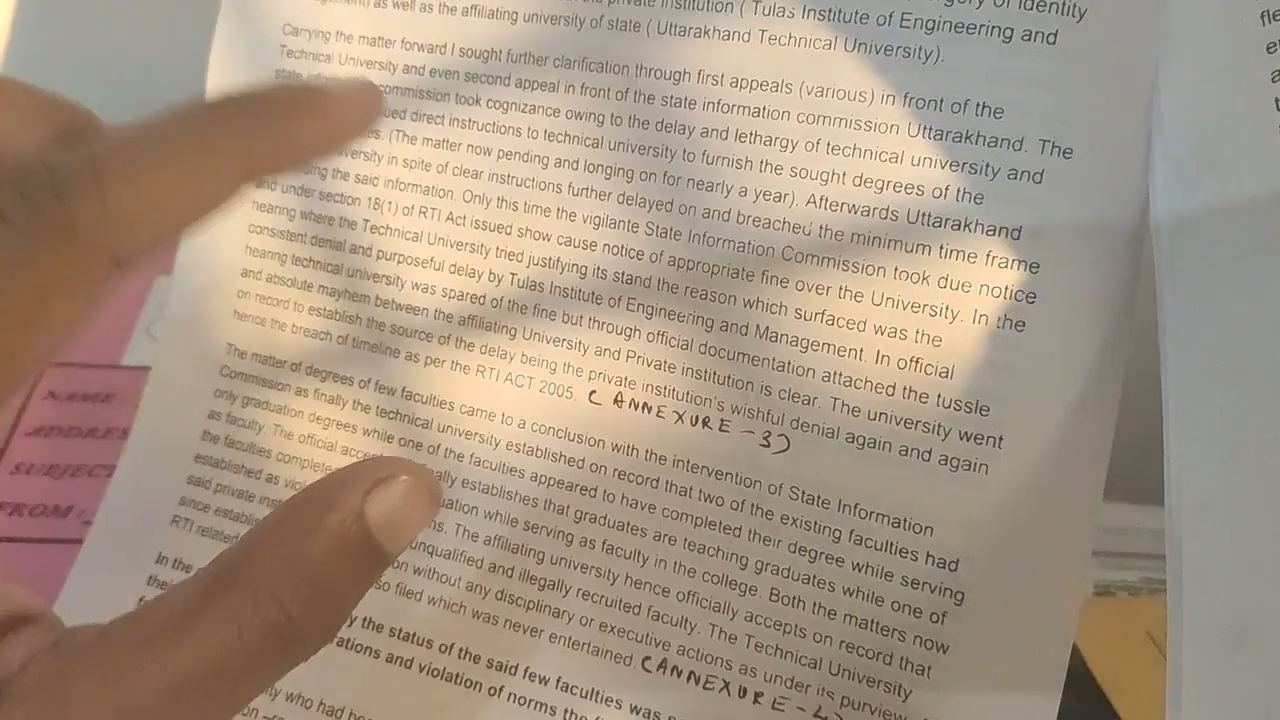 gery of identity
private institution ( Tulas Institute of Engineering and
as well as the affiliating university of state ( Uttarakhand Technical University).
Carrying the matter forward I sought further clarification through first appeals (various) in front of the
Technical University and even second appeal in front of the state information commission Uttarakhand. The
state commission took cognizance owing to the delay and lethargy of technical university and
ued direct instructions to technical university to furnish the sought degrees of the
es. (The matter now pending and longing on for nearly a year). Afterwards Uttarakhand
versity in spite of clear instructions further delayed on and breached the minimum time frame
ing the said information. Only this time the vigilante State Information Commission took due notice
and under section 18(1) of RTI Act issued show cause notice of appropriate fine over the University. In the
hearing where the Technical University tried justifying its stand the reason which surfaced was the
consistent denial and purposeful delay by Tulas Institute of Engineering and Management. In official
hearing technical university was spared of the fine but through official documentation attached the tussle
and absolute mayhem between the affiliating University and Private institution is clear. The university went
on record to establish the source of the delay being the private institution's wishful denial again and again
hence the breach of timeline as per the RTI ACT 2005. (ANNEXURE-3)
The matter of degrees of few faculties came to a conclusion with the intervention of State Information
Commission as finally the technical university established on record that two of the existing faculties had
only graduation degrees while one of the faculties appeared to have completed their degree while serving
as faculty. The official accep ally establishes that graduates are teaching graduates while one of
the faculties complete uation while serving as faculty in the college. Both the matters now
established as viol ns. The affiliating university hence officially accepts on record that
said private ins unqualified and illegally recruited faculty. The Technical University
since establis on without any disciplinary or executive actions as under its purview
RTI related so filed which was never entertained. (ANNEXURE-4)
In the y the status of the said few faculties was
thei rations and violation of norms the
ity who had be
on
NAME:
ADDRES
SUBJECT
FROM: